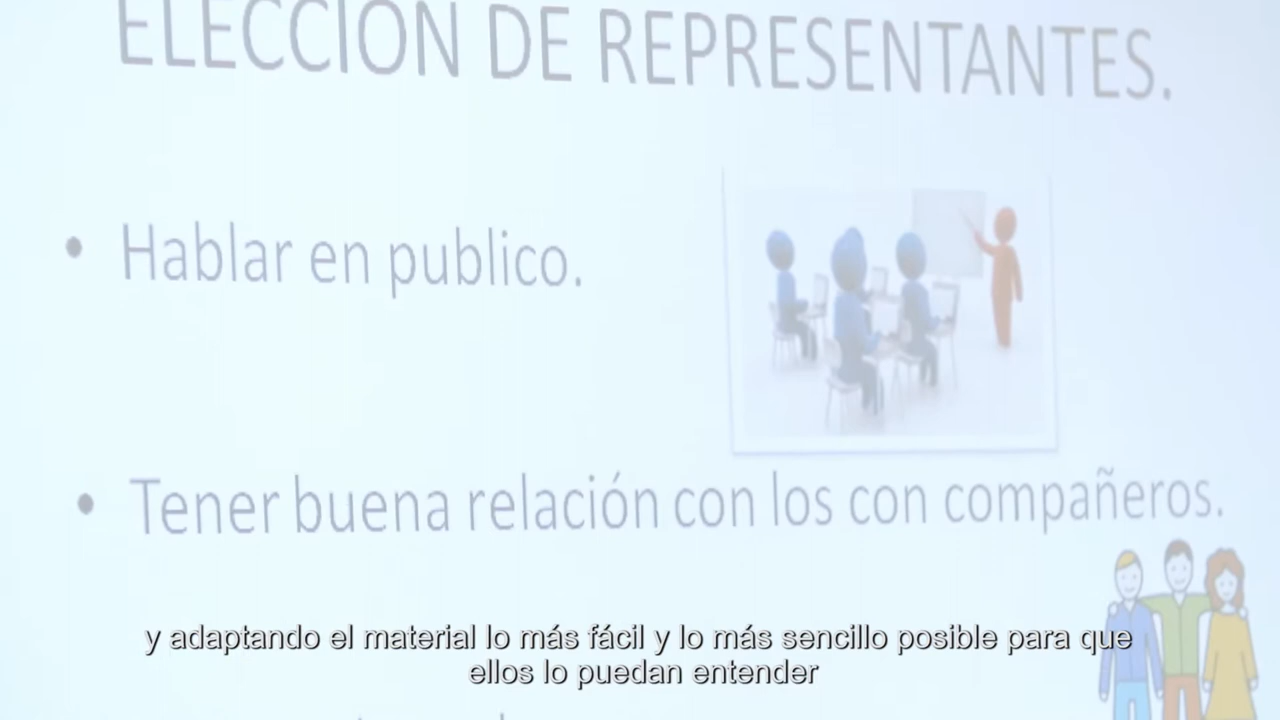 ELECCIÓN DE REPRESENTANTES.
• Hablar en publico.
• Tener buena relación con los con compañeros.
y adaptando el material lo más fácil y lo más sencillo posible para que
ellos lo puedan entender